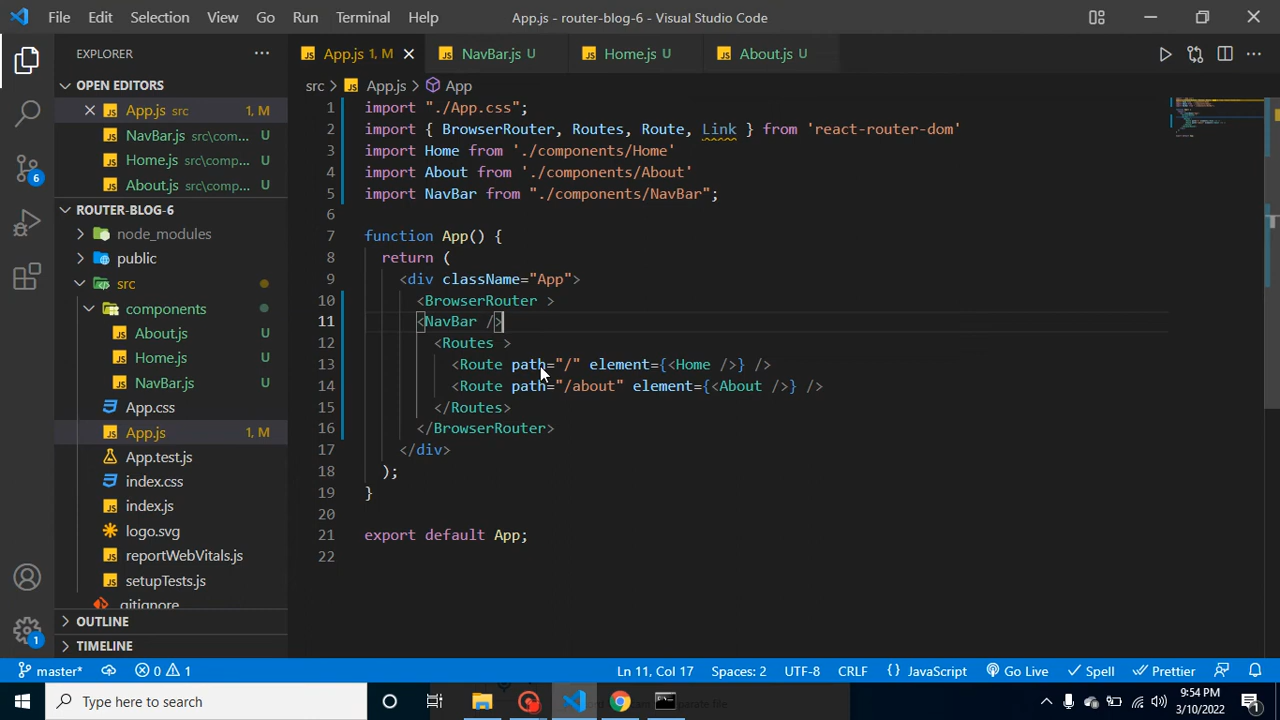 File Edit Selection View Go Run Terminal Help App.js - router-blog-6 - Visual Studio Code
EXPLORER
App.js 1, M
NavBar.js U
Home.js U
About.js U
OPEN EDITORS
App.js src 1, M
NavBar.js src\com... U
Home.js src\comp... U
About.js src\comp... U
ROUTER-BLOG-6
node_modules
public
src
components
About.js U
Home.js U
NavBar.js U
App.css
App.js 1, M
App.test.js
index.css
index.js
logo.svg
reportWebVitals.js
setupTests.js
.gitignore
OUTLINE
TIMELINE
6
1
src > App.js > App
1 import "./App.css";
2 import { BrowserRouter, Routes, Route, Link } from 'react-router-dom'
3 import Home from './components/Home'
4 import About from './components/About'
5 import NavBar from "./components/NavBar";
6
7 function App() {
8 return (
9 <div className="App">
10 <BrowserRouter >
11 <NavBar />
12 <Routes >
13 <Route path="/" element={<Home />} />
14 <Route path="/about" element={<About />} />
15 </Routes>
16 </BrowserRouter>
17 </div>
18 );
19 }
20
21 export default App;
22
master* 0 1 Ln 11, Col 17 Spaces: 2 UTF-8 CRLF { } JavaScript Go Live Spell Prettier
Type here to search
9:54 PM
3/10/2022
1